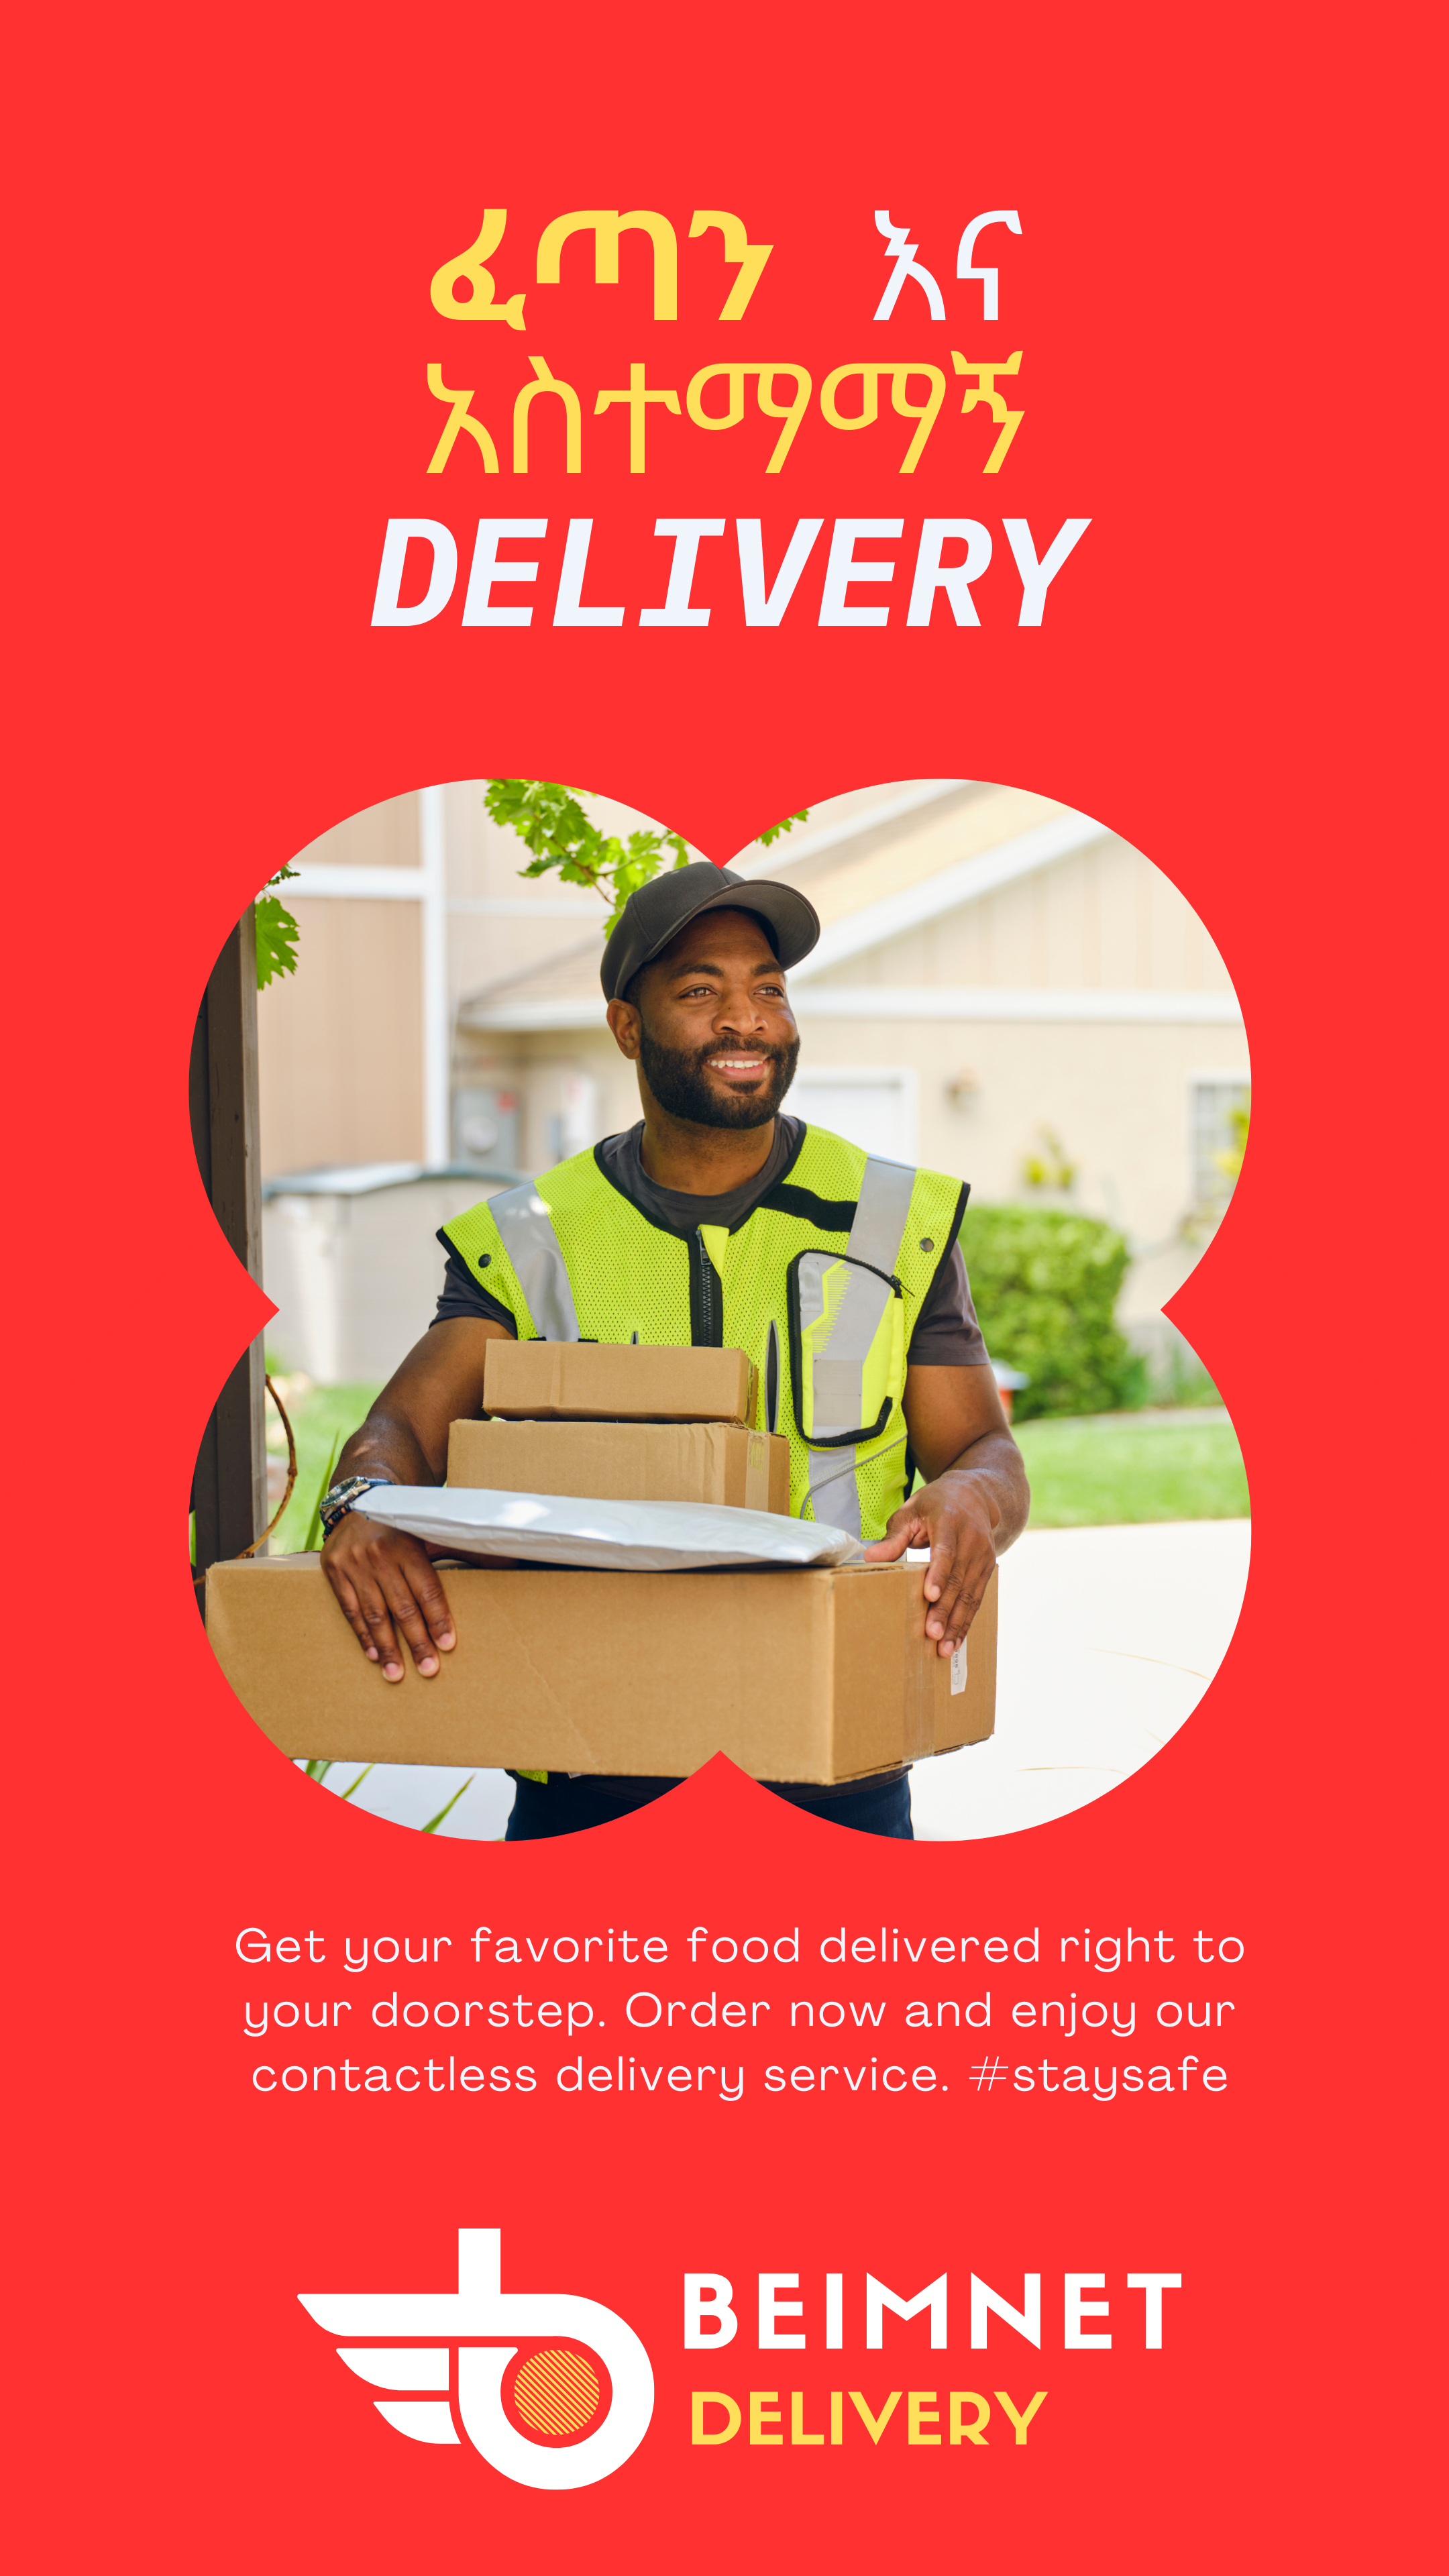 ፈጣን እና
አስተማማኝ
DELIVERY
Get your favorite food delivered right to
your doorstep. Order now and enjoy our
contactless delivery service. #staysafe
BEIMNET
DELIVERY